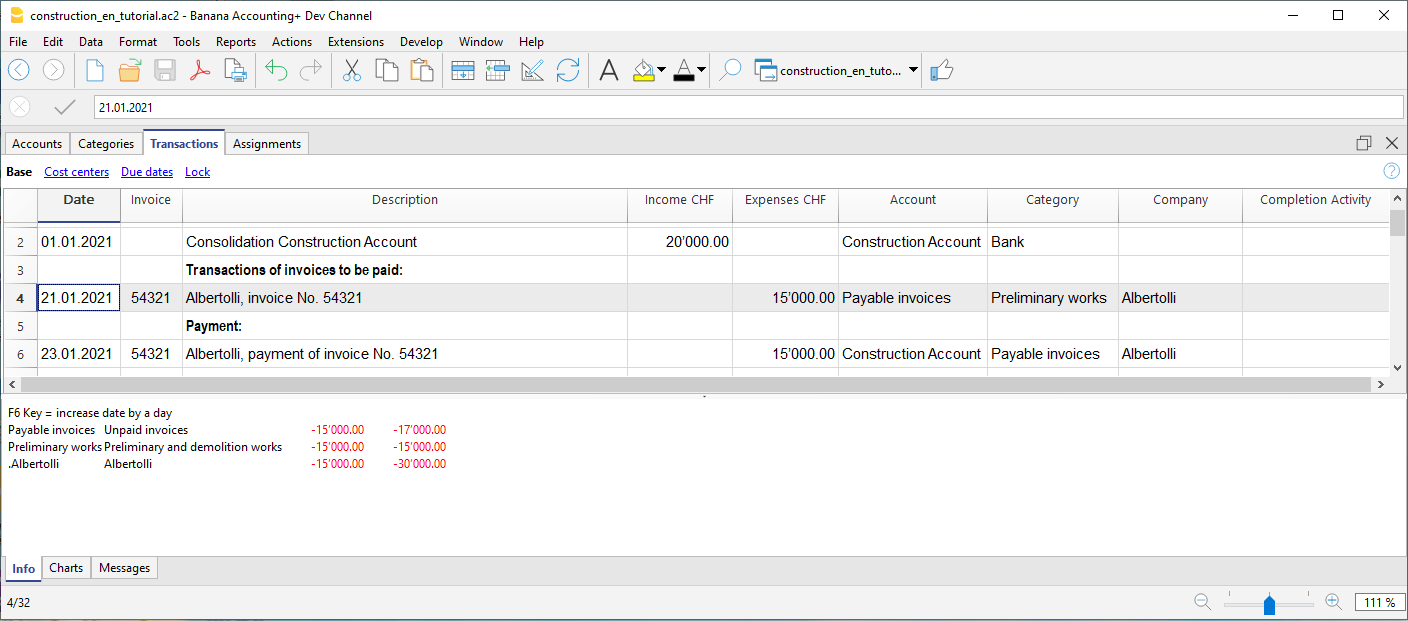 construction_en_tutorial.ac2 - Banana Accounting+ Dev Channel
File Edit Data Format Tools Reports Actions Extensions Develop Window Help
construction_en_tuto...
21.01.2021
Accounts Categories Transactions Assignments
Base Cost centers Due dates Lock
Date Invoice Description Income CHF Expenses CHF Account Category Company Completion Activity
2 01.01.2021 Consolidation Construction Account 20'000.00 Construction Account Bank
3 Transactions of invoices to be paid:
4 21.01.2021 54321 Albertolli, invoice No. 54321 15'000.00 Payable invoices Preliminary works Albertolli
5 Payment:
6 23.01.2021 54321 Albertolli, payment of invoice No. 54321 15'000.00 Construction Account Payable invoices Albertolli
F6 Key = increase date by a day
Payable invoices Unpaid invoices -15'000.00 -17'000.00
Preliminary works Preliminary and demolition works -15'000.00 -15'000.00
.Albertolli Albertolli -15'000.00 -30'000.00
Info Charts Messages
4/32 111 %